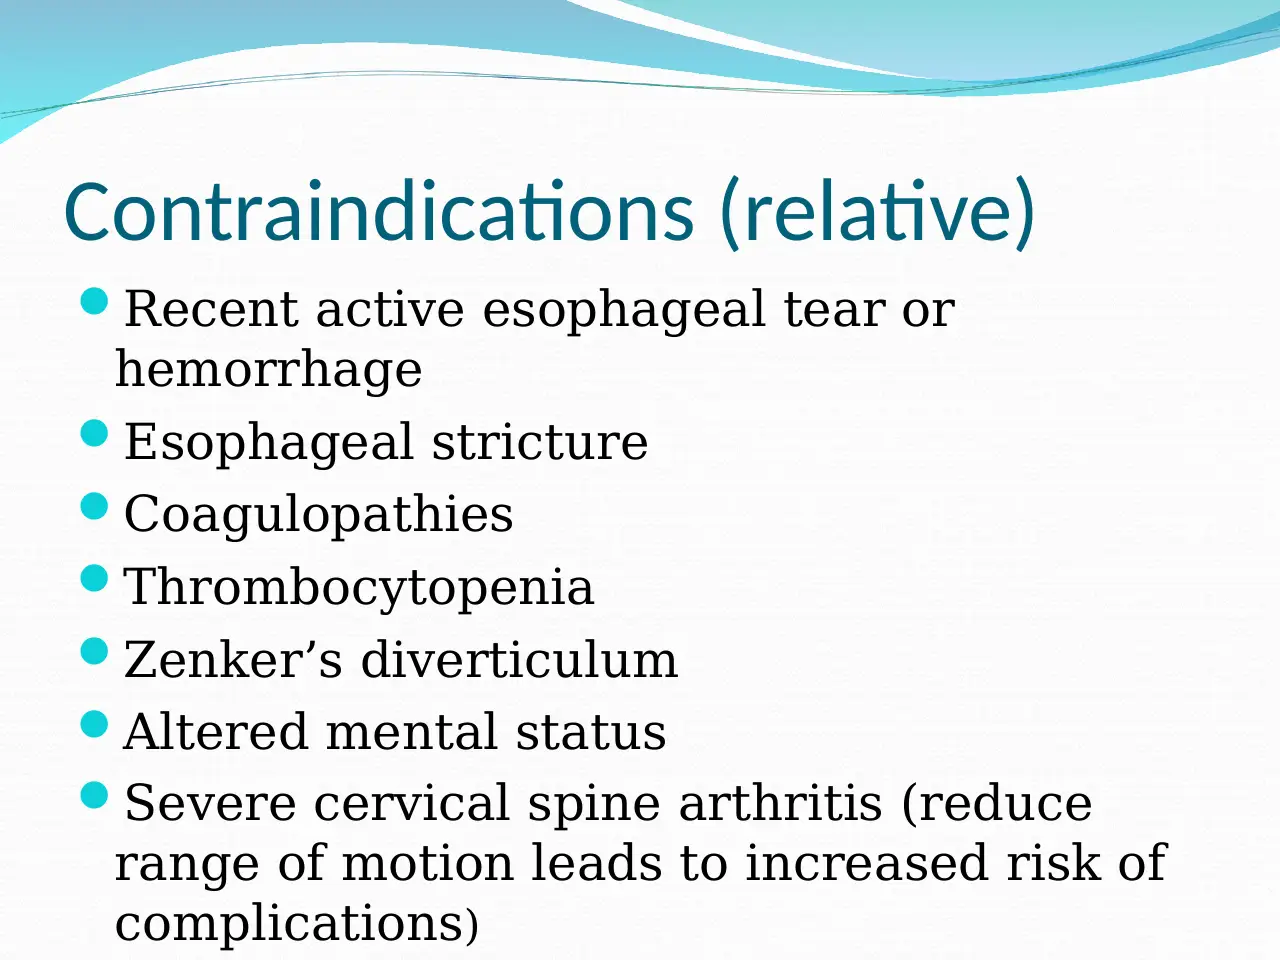 Contraindications (relative)
Recent active esophageal tear or
hemorrhage
Esophageal stricture
Coagulopathies
Thrombocytopenia
Zenker’s diverticulum
Altered mental status
Severe cervical spine arthritis (reduce
range of motion leads to increased risk of
complications)